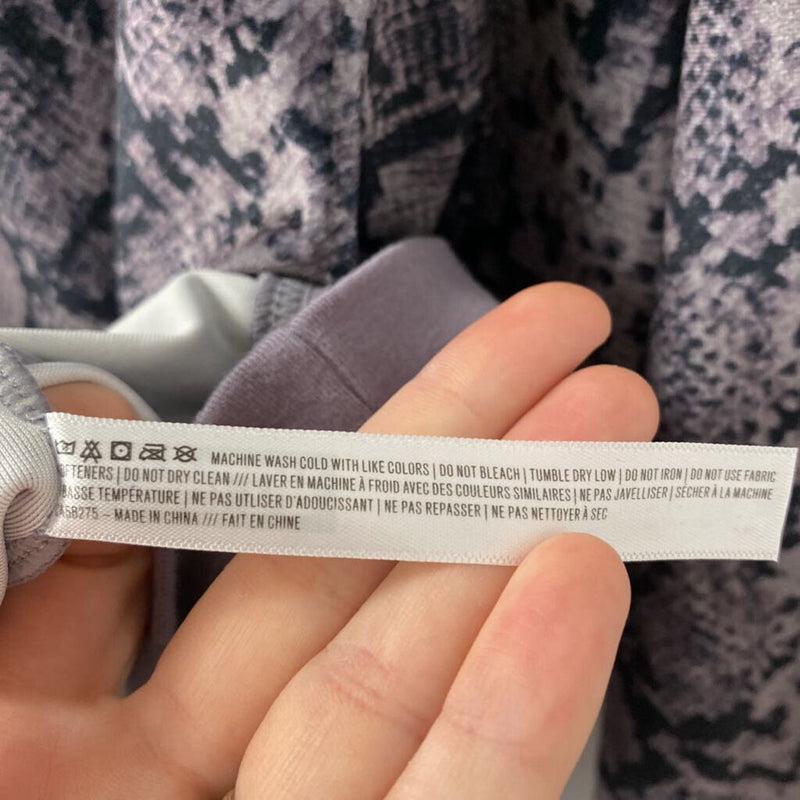 MACHINE WASH COLD WITH LIKE COLORS | DO NOT BLEACH | TUMBLE DRY LOW | DO NOT IRON | DO NOT USE FABRIC
FTENERS | DO NOT DRY CLEAN /// LAVER EN MACHINE À FROID AVEC DES COULEURS SIMILAIRES | NE PAS JAVELLISER | SÉCHER À LA MACHINE
BASSE TEMPÉRATURE | NE PAS UTLISER D'ADOUCISSANT | NE PAS REPASSER | NE PAS NETTOYER À SEC
A5B275 - MADE IN CHINA /// FAIT EN CHINE